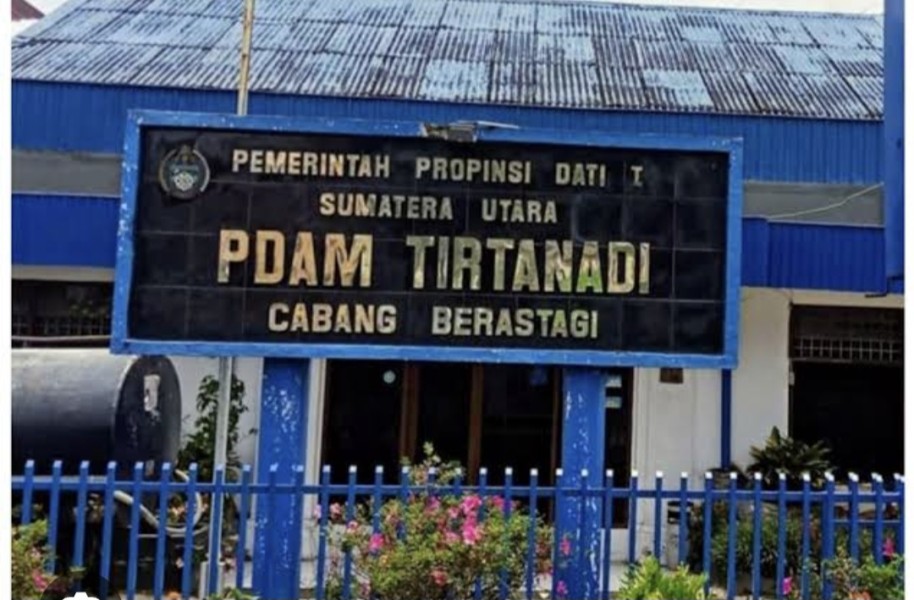 PEMERINTAH PROPINSI DATI I
SUMATERA UTARA
PDAM TIRTANADI
CABANG BERASTAGI